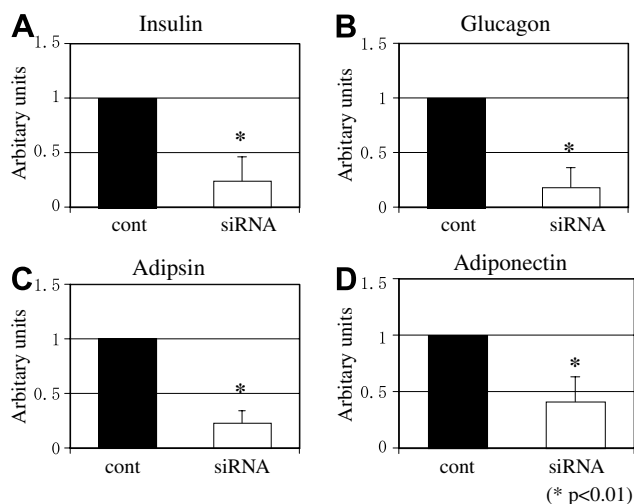 A Insulin
1.5
1
0.5
0
Arbitary units
*
cont siRNA
B Glucagon
1.5
1
0.5
0
Arbitary units
*
cont siRNA
C Adipsin
1.5
1
0.5
0
Arbitary units
*
cont siRNA
D Adiponectin
1.5
1
0.5
0
Arbitary units
*
cont siRNA
(* p<0.01)